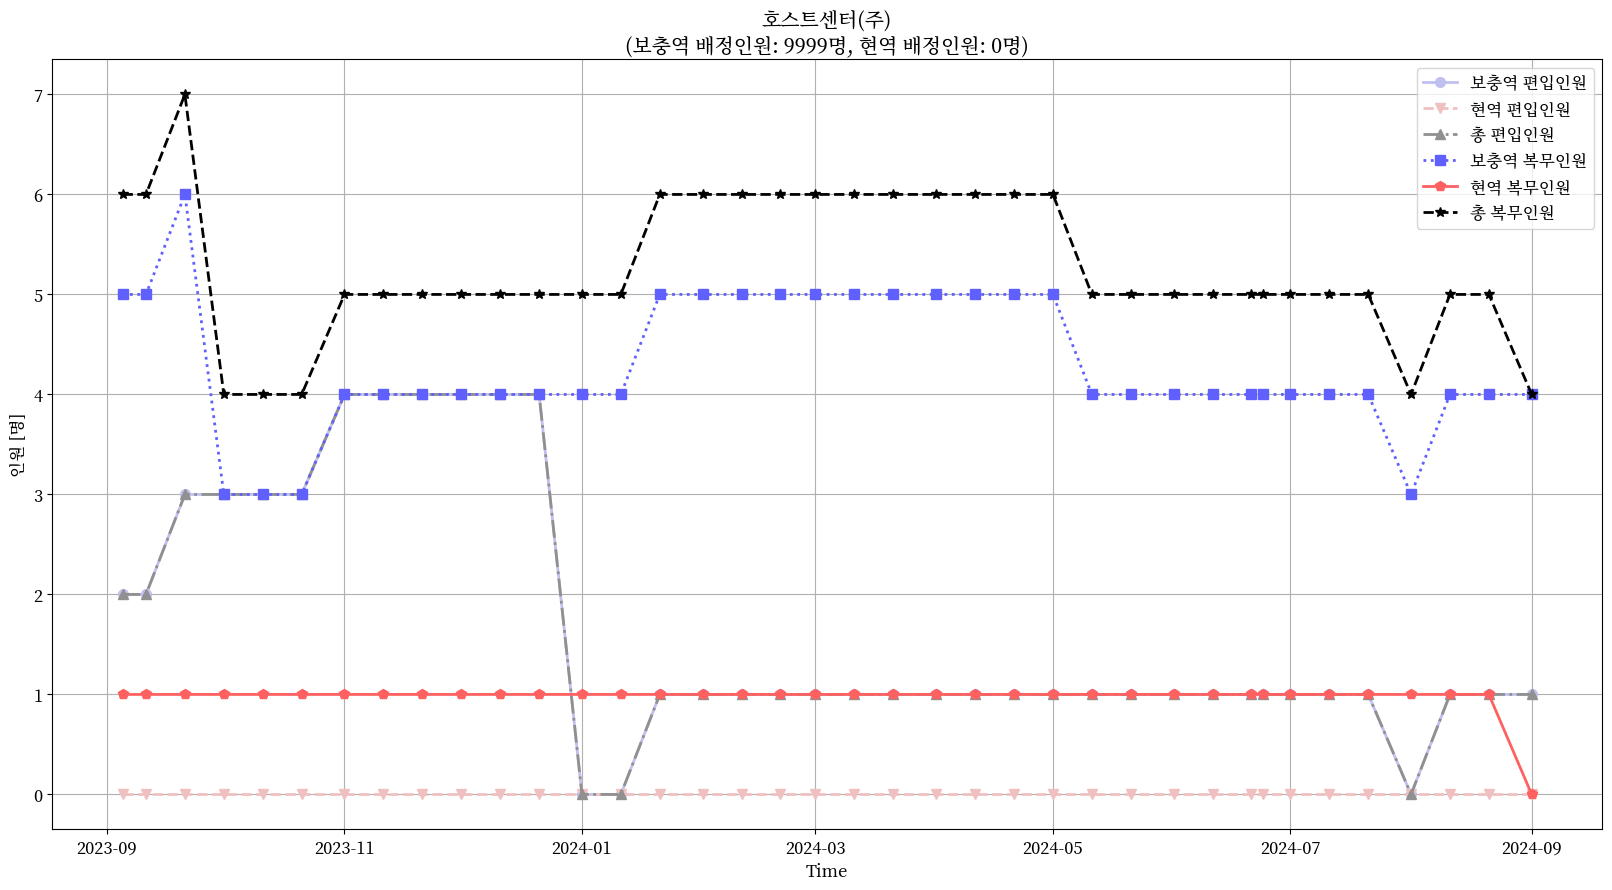 호스트센터(주)
(보충역 배정인원: 9999명, 현역 배정인원: 0명)
보충역 편입인원
현역 편입인원
총 편입인원
보충역 복무인원
현역 복무인원
총 복무인원
인원 [명]
7
6
5
4
3
2
1
0
2023-09
2023-11
2024-01
2024-03
2024-05
2024-07
2024-09
Time